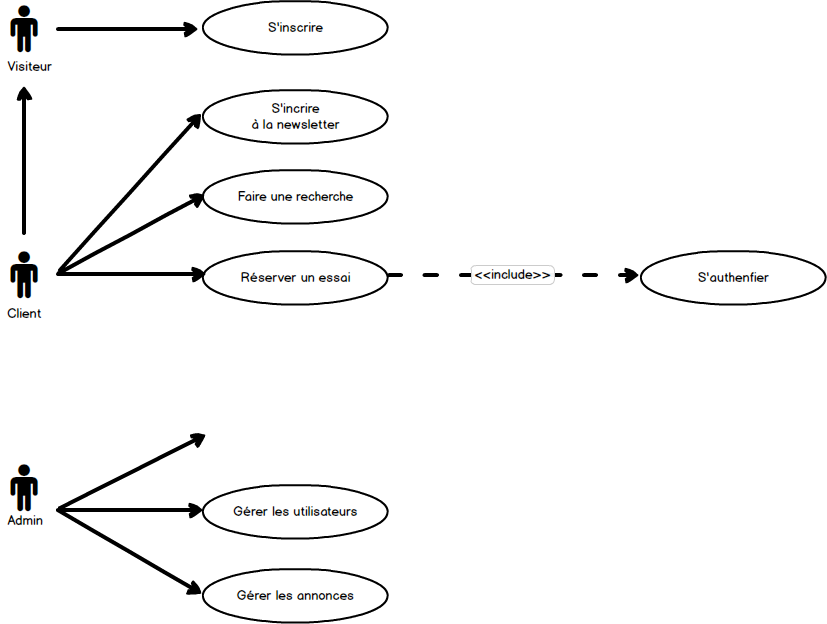 S'inscrire
Visiteur
S'incrire
à la newsletter
Faire une recherche
Réserver un essai
<<include>>
S'authenfier
Client
Gérer les utilisateurs
Admin
Gérer les annonces